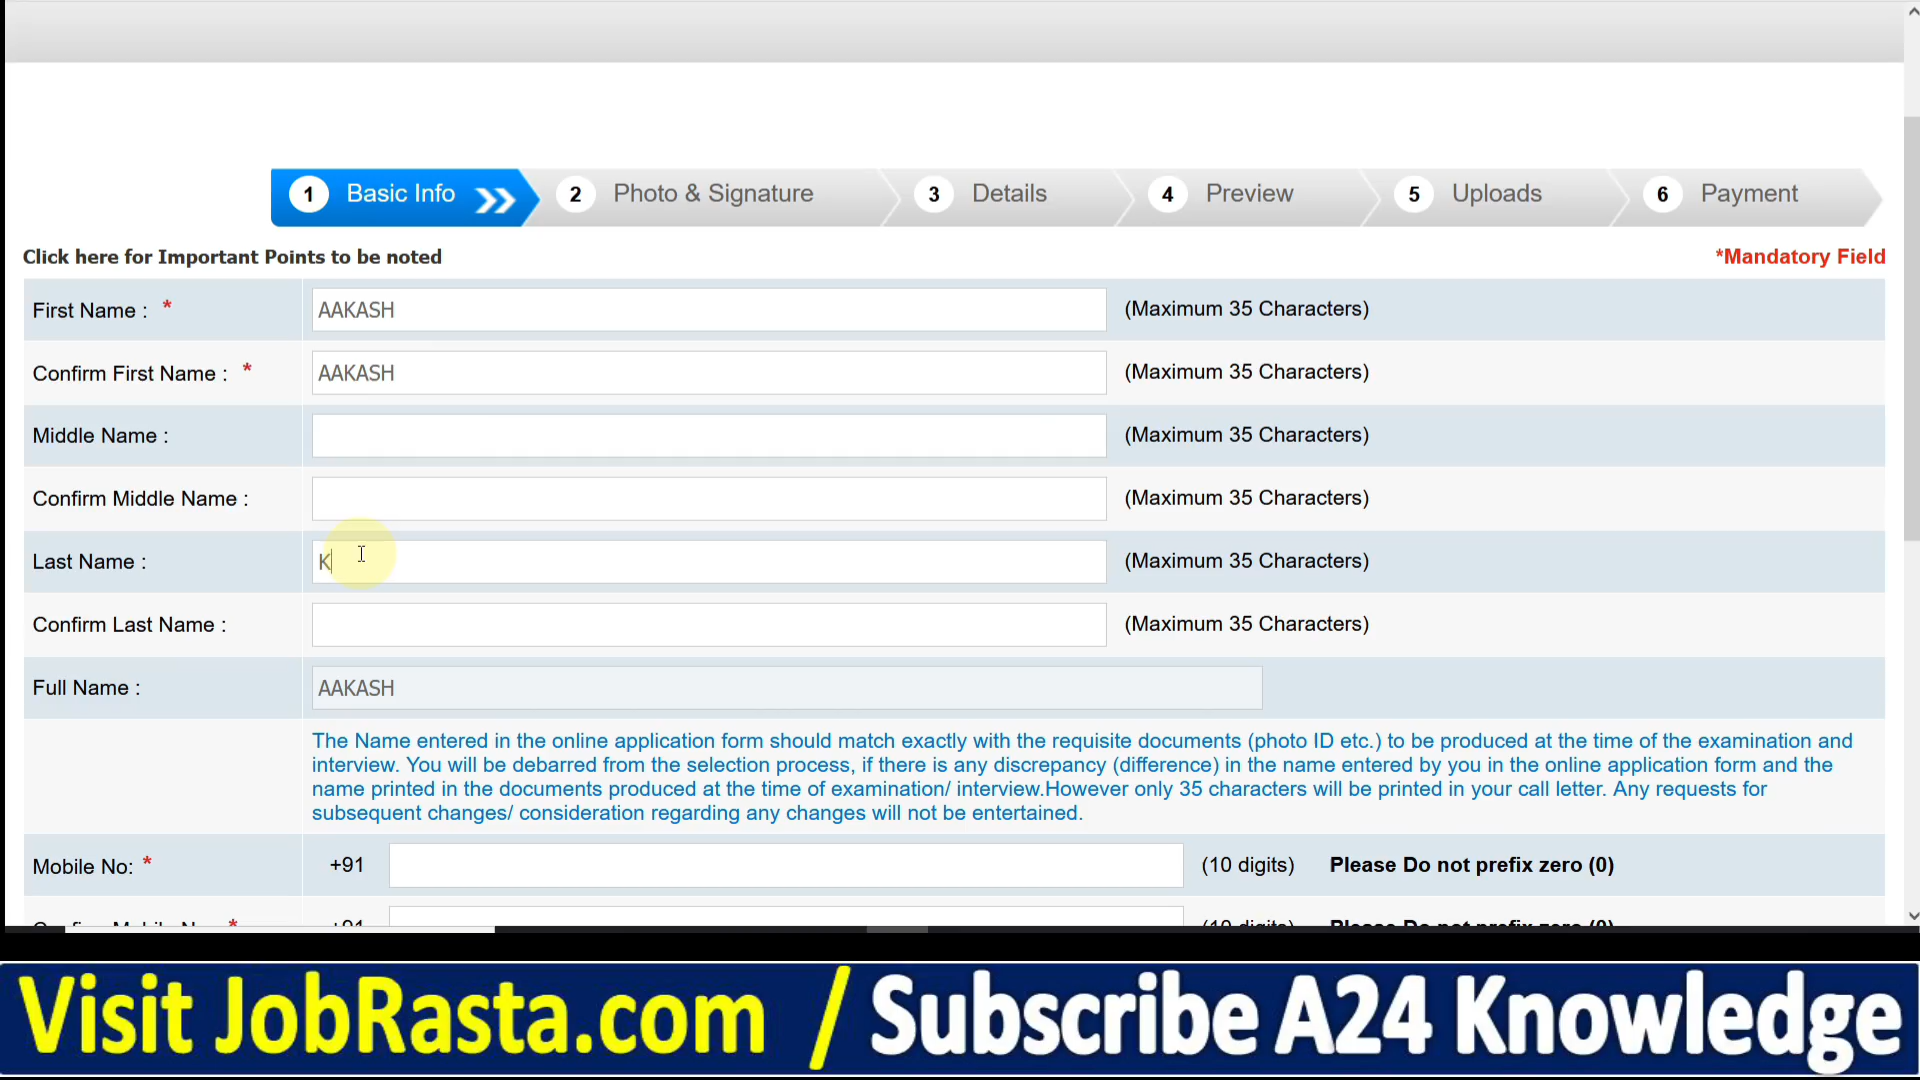 1 Basic Info 2 Photo & Signature 3 Details 4 Preview 5 Uploads 6 Payment
Click here for Important Points to be noted *Mandatory Field
First Name : * AAKASH (Maximum 35 Characters)
Confirm First Name : * AAKASH (Maximum 35 Characters)
Middle Name : (Maximum 35 Characters)
Confirm Middle Name : (Maximum 35 Characters)
Last Name : K (Maximum 35 Characters)
Confirm Last Name : (Maximum 35 Characters)
Full Name : AAKASH
The Name entered in the online application form should match exactly with the requisite documents (photo ID etc.) to be produced at the time of the examination and
interview. You will be debarred from the selection process, if there is any discrepancy (difference) in the name entered by you in the online application form and the
name printed in the documents produced at the time of examination/ interview.However only 35 characters will be printed in your call letter. Any requests for
subsequent changes/ consideration regarding any changes will not be entertained.
Mobile No: * +91 (10 digits) Please Do not prefix zero (0)
+91 (10 digits) Please Do not prefix zero (0)
Visit JobRasta.com / Subscribe A24 Knowledge